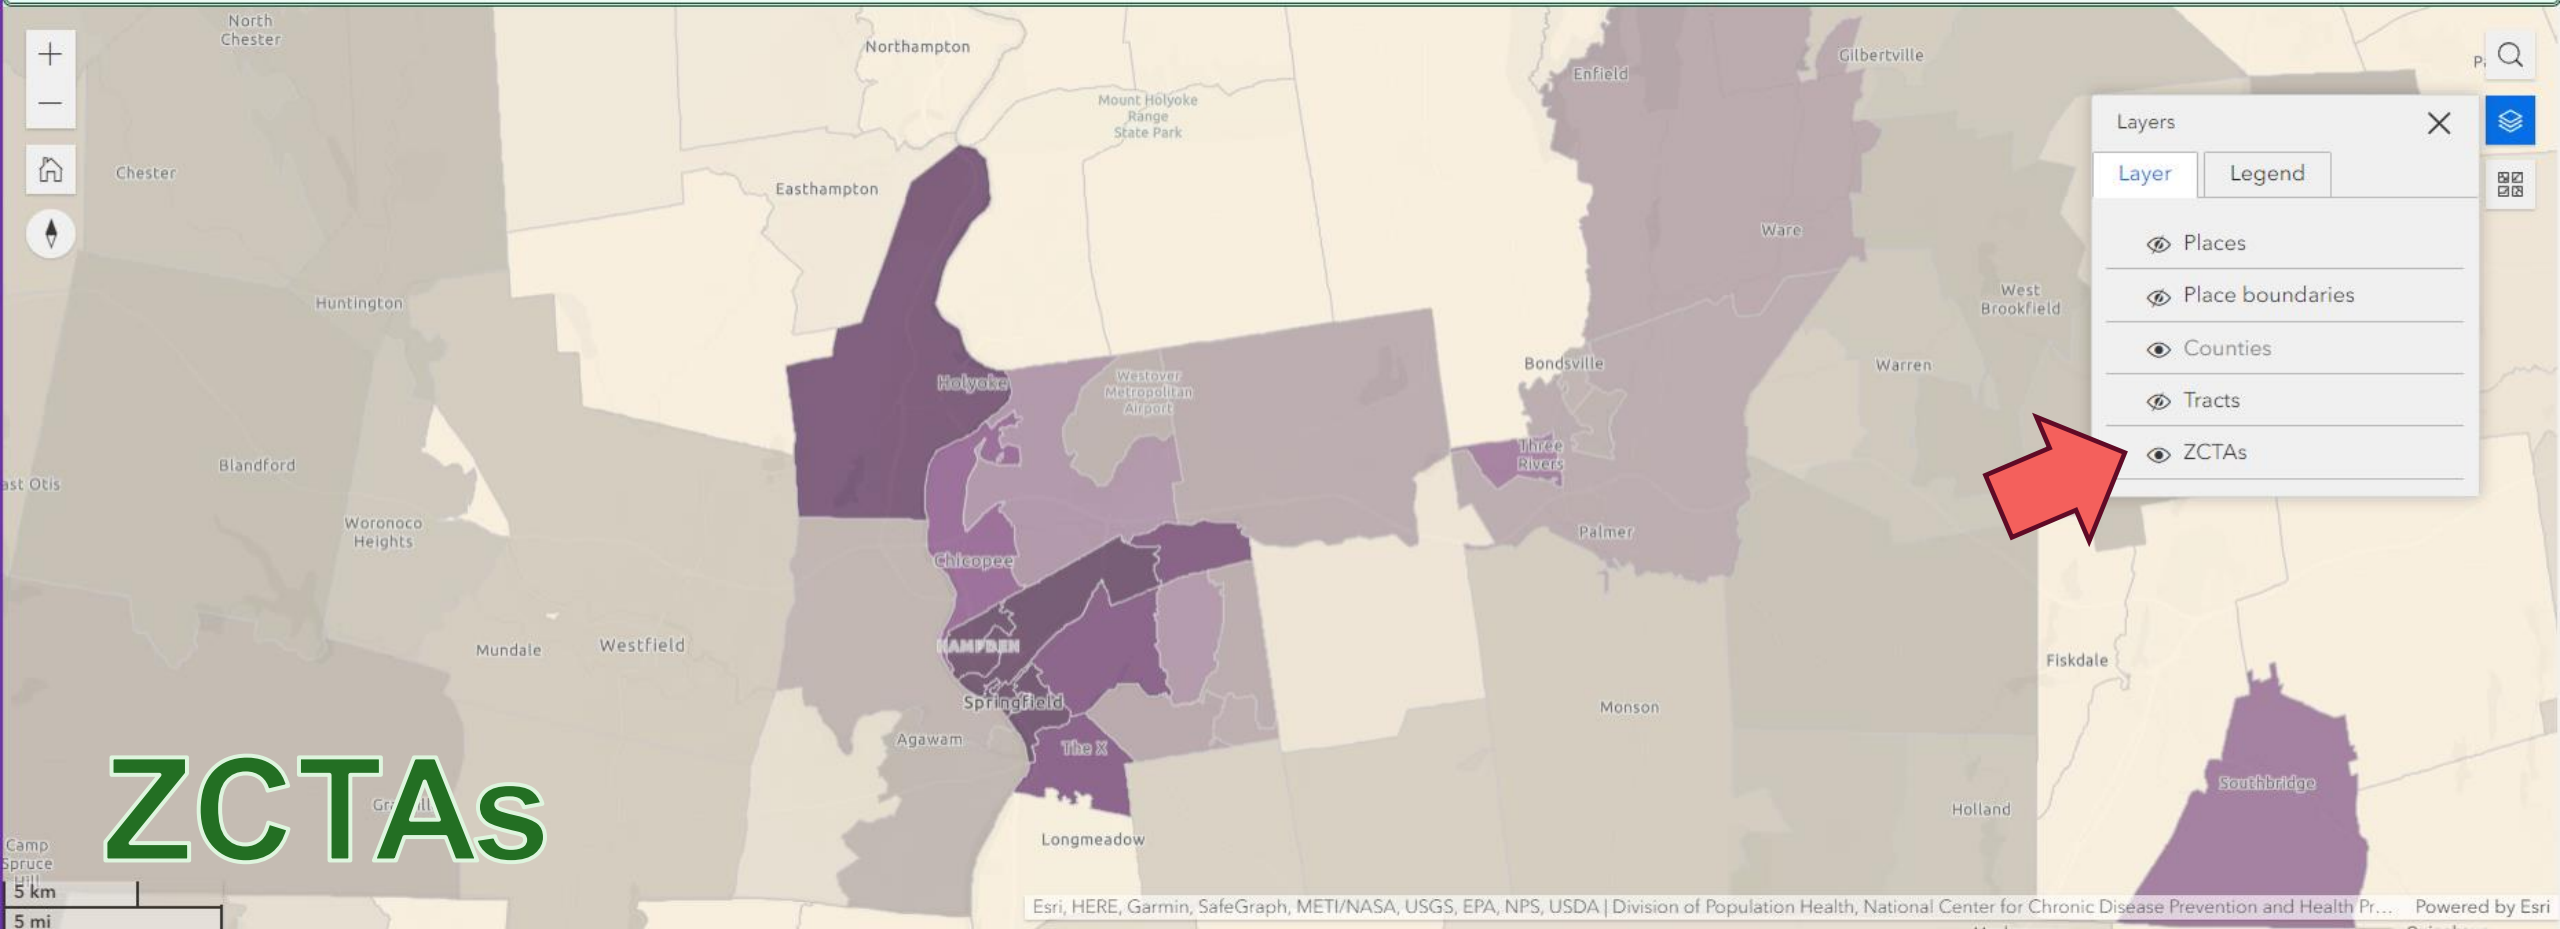 North
Chester
Northampton
Enfield
Gilbertville
Mount Holyoke
Range
State Park
Layers
Layer
Legend
Chester
Easthampton
Ware
Places
Huntington
West
Brookfield
Place boundaries
Holyoke
Westover
Metropolitan
Airport
Bondsville
Warren
Counties
Tracts
Blandford
Three
Rivers
ZCTAs
ast Otis
Woronoco
Heights
Chicopee
Palmer
Mundale
Westfield
HAMPDEN
Fiskdale
Springfield
Monson
Agawam
The X
Southbridge
ZCTAs
Holland
Camp
Spruce
Hill
Longmeadow
5 km
5 mi
Esri, HERE, Garmin, SafeGraph, METI/NASA, USGS, EPA, NPS, USDA | Division of Population Health, National Center for Chronic Disease Prevention and Health Pr...
Powered by Esri